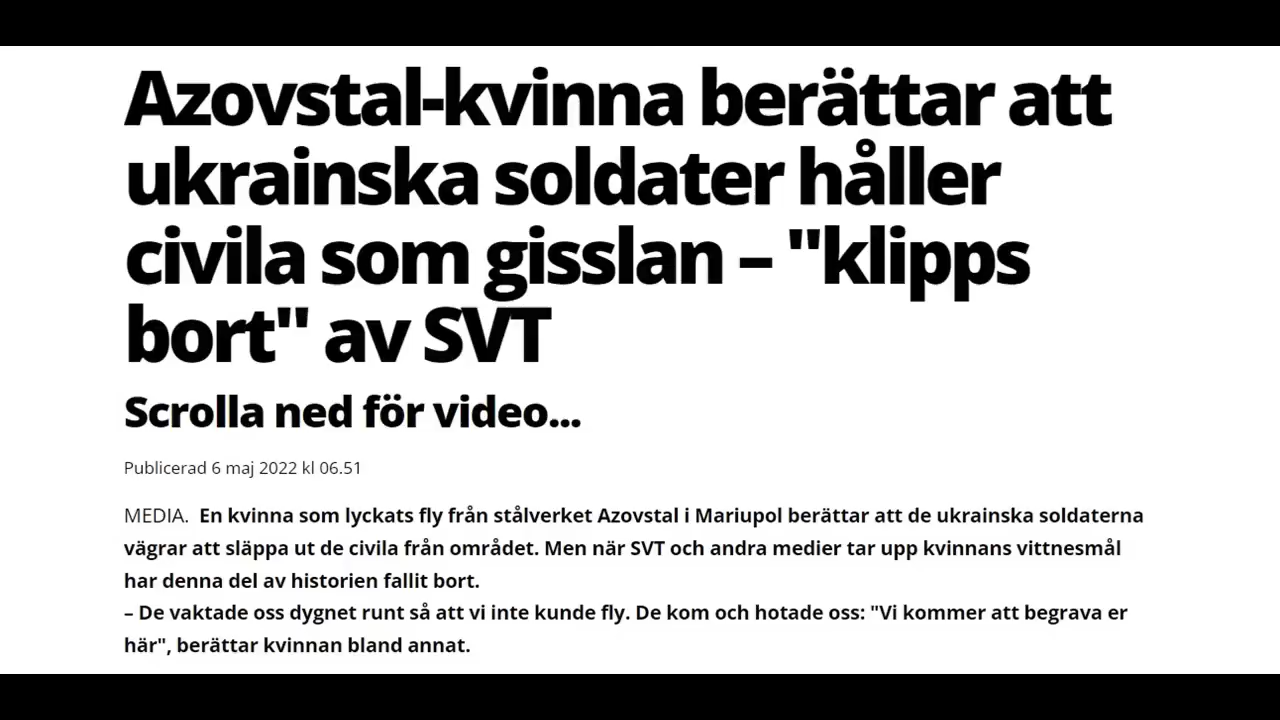 Azovstal-kvinna berättar att
ukrainska soldater håller
civila som gisslan – "klipps
bort" av SVT
Scrolla ned för video...
Publicerad 6 maj 2022 kl 06.51
MEDIA. En kvinna som lyckats fly från stålverket Azovstal i Mariupol berättar att de ukrainska soldaterna
vägrar att släppa ut de civila från området. Men när SVT och andra medier tar upp kvinnans vittnesmål
har denna del av historien fallit bort.
– De vaktade oss dygnet runt så att vi inte kunde fly. De kom och hotade oss: "Vi kommer att begrava er
här", berättar kvinnan bland annat.